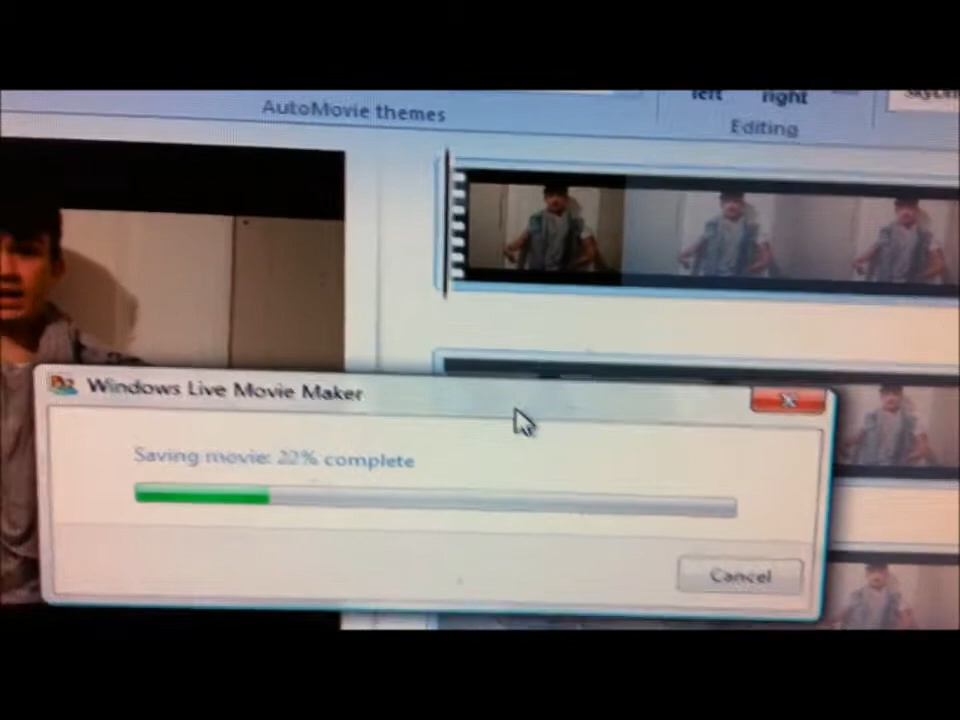 left right
AutoMovie themes
Editing
Windows Live Movie Maker
Saving movie: 22% complete
Cancel